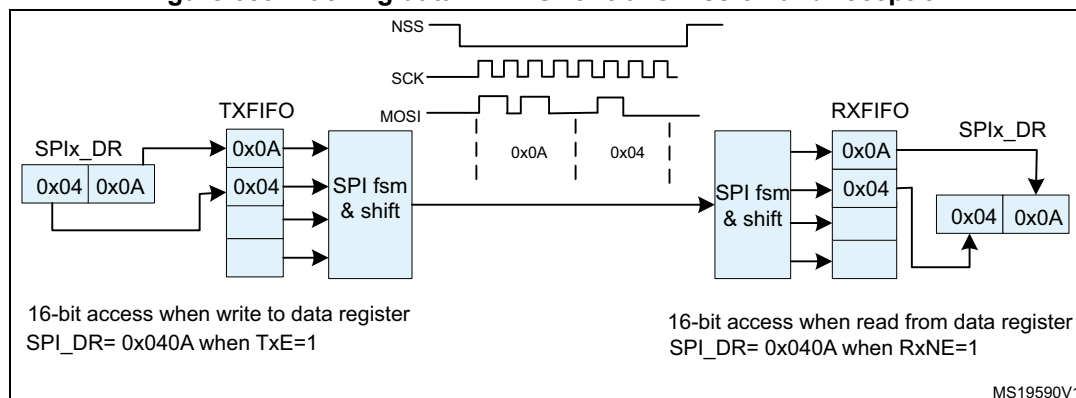 NSS
SCK
MOSI
TXFIFO
RXFIFO
SPIx_DR
SPIx_DR
0x04 0x0A
0x0A
0x04
SPI fsm
& shift
0x0A 0x04
SPI fsm
& shift
0x0A
0x04
0x04 0x0A
16-bit access when write to data register
SPI_DR= 0x040A when TxE=1
16-bit access when read from data register
SPI_DR= 0x040A when RxNE=1
MS19590V1